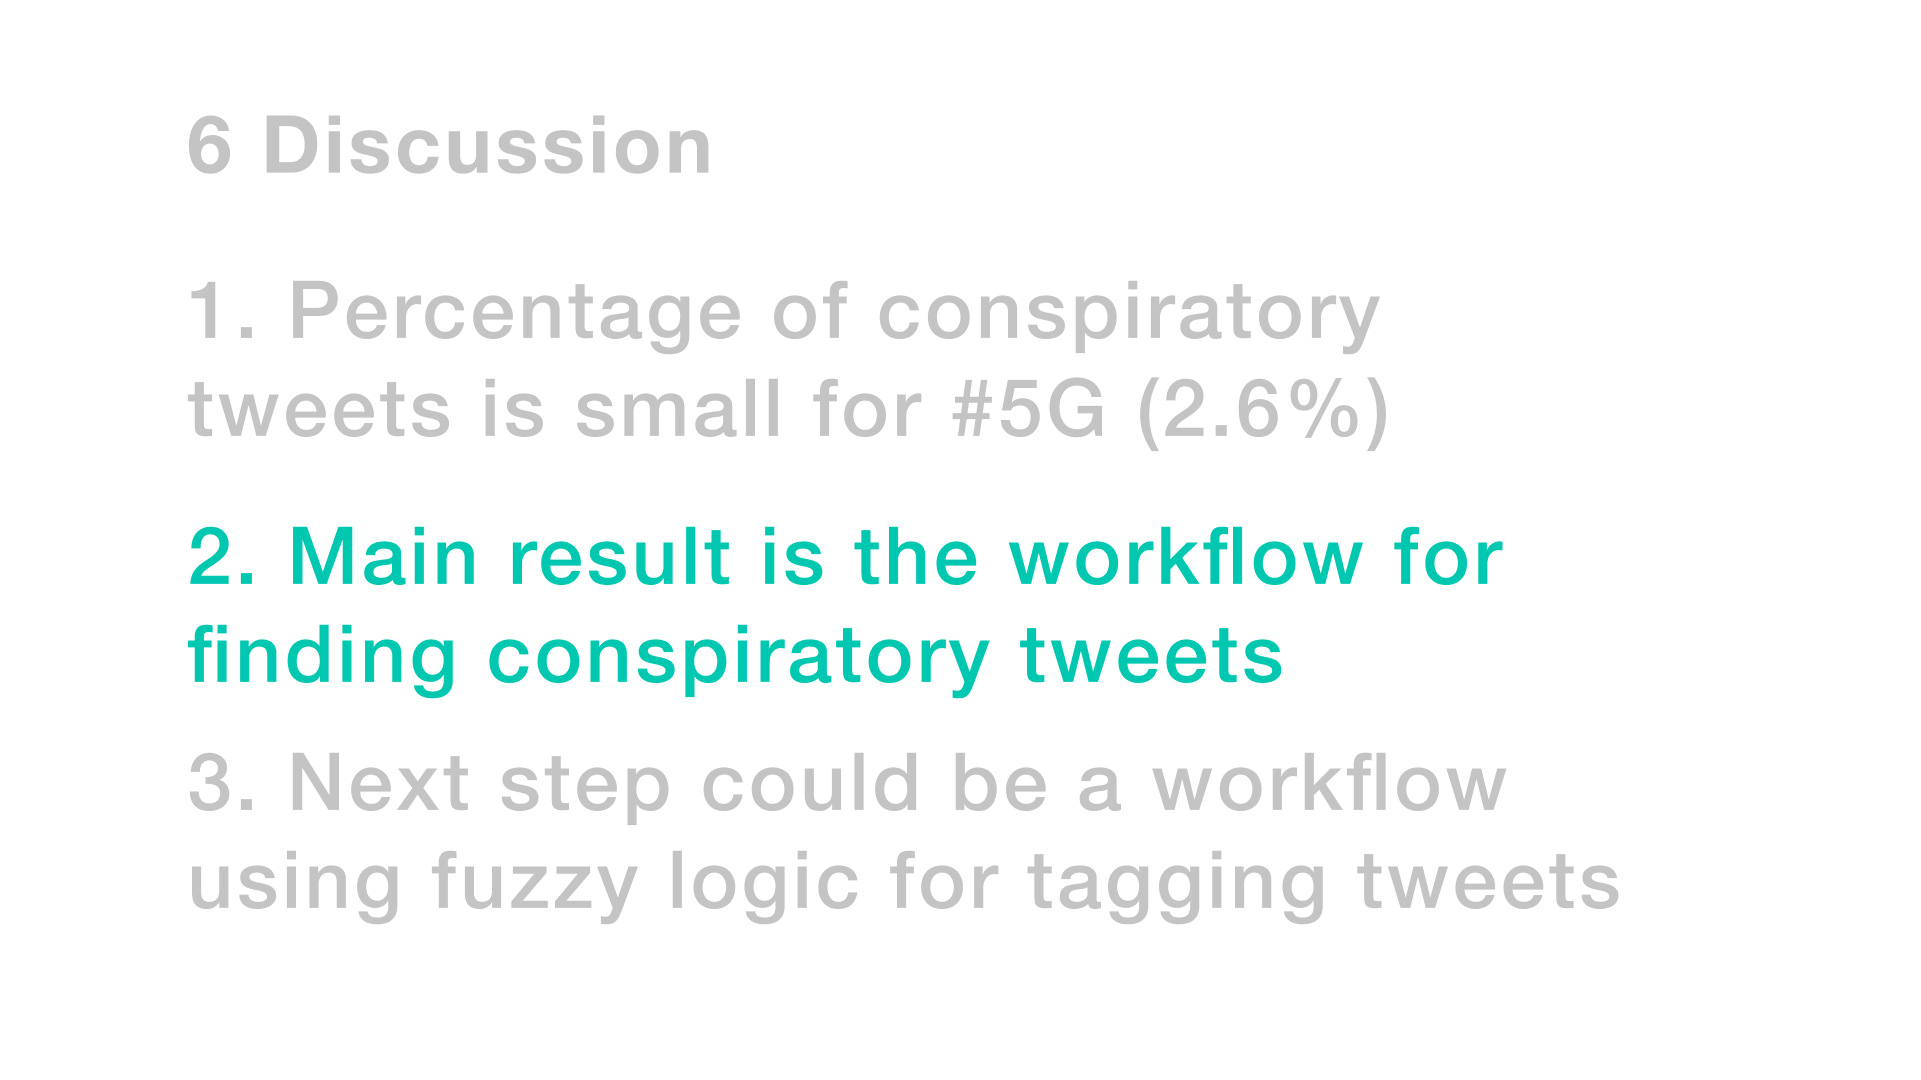 6 Discussion
1. Percentage of conspiratory
tweets is small for #5G (2.6%)
2. Main result is the workflow for
finding conspiratory tweets
3. Next step could be a workflow
using fuzzy logic for tagging tweets